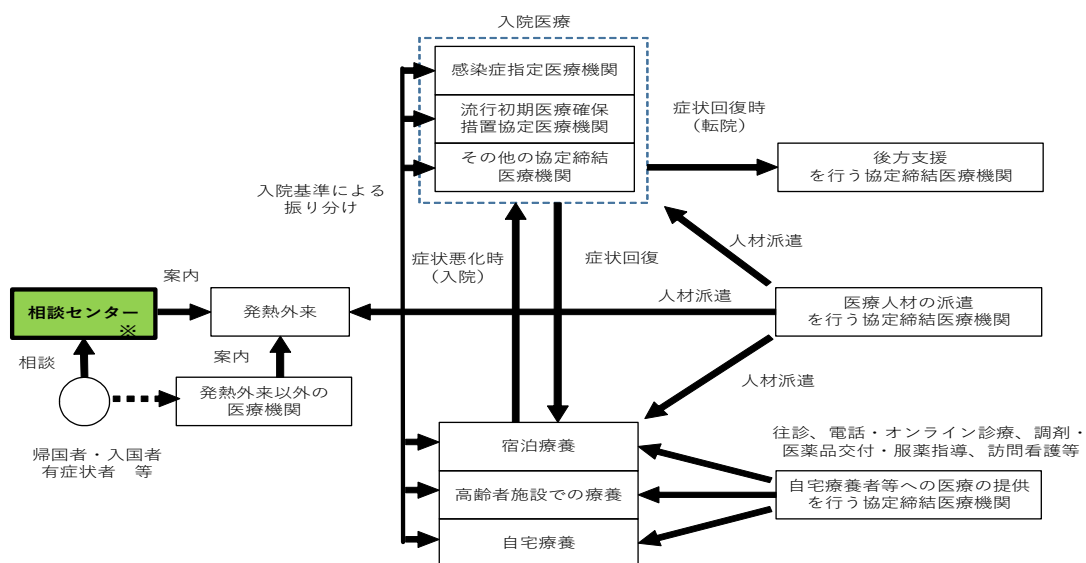 入院医療
感染症指定医療機関
流行初期医療確保
措置協定医療機関
その他の協定締結
医療機関
症状回復時
(転院)
後方支援
を行う協定締結医療機関
入院基準による
振り分け
症状悪化時
(入院)
症状回復
人材派遣
案内
相談センター
※
発熱外来
人材派遣
医療人材の派遣
を行う協定締結医療機関
相談
案内
発熱外来以外の
医療機関
人材派遣
帰国者・入国者
有症状者 等
宿泊療養
高齢者施設での療養
自宅療養
往診、電話・オンライン診療、調剤・
医薬品交付・服薬指導、訪問看護等
自宅療養者等への医療の提供
を行う協定締結医療機関